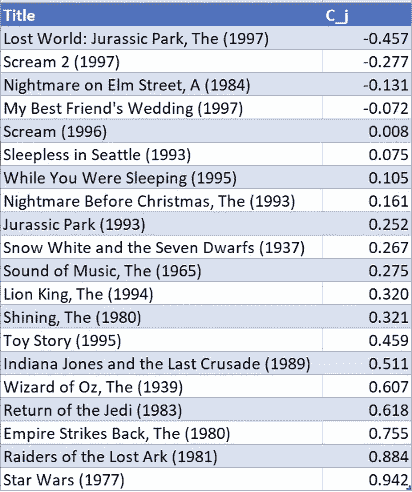 Title C_j
Lost World: Jurassic Park, The (1997) -0.457
Scream 2 (1997) -0.277
Nightmare on Elm Street, A (1984) -0.131
My Best Friend's Wedding (1997) -0.072
Scream (1996) 0.008
Sleepless in Seattle (1993) 0.075
While You Were Sleeping (1995) 0.105
Nightmare Before Christmas, The (1993) 0.161
Jurassic Park (1993) 0.252
Snow White and the Seven Dwarfs (1937) 0.267
Sound of Music, The (1965) 0.275
Lion King, The (1994) 0.320
Shining, The (1980) 0.321
Toy Story (1995) 0.459
Indiana Jones and the Last Crusade (1989) 0.511
Wizard of Oz, The (1939) 0.607
Return of the Jedi (1983) 0.618
Empire Strikes Back, The (1980) 0.755
Raiders of the Lost Ark (1981) 0.884
Star Wars (1977) 0.942